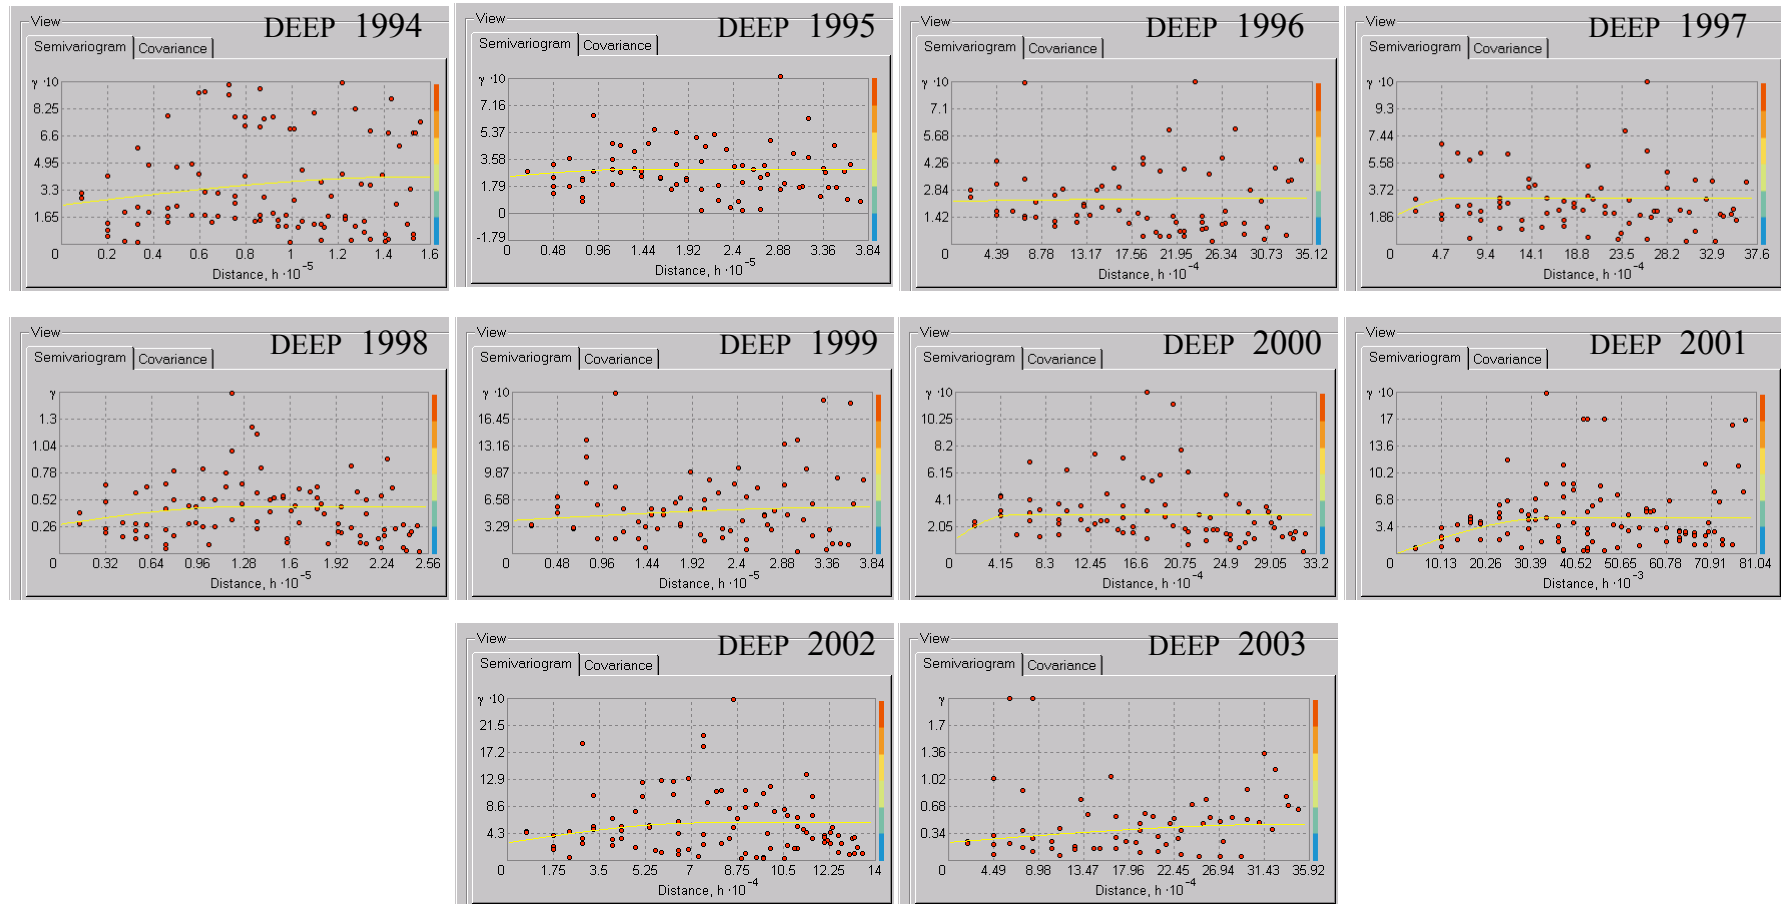 View
DEEP 1994
Semivariogram Covariance
γ ·10
8.25
6.6
4.95
3.3
1.65
0 0.2 0.4 0.6 0.8 1 1.2 1.4 1.6
Distance, h ·10⁻⁵
View
DEEP 1995
Semivariogram Covariance
γ ·10
7.16
5.37
3.58
1.79
0
-1.79
0 0.48 0.96 1.44 1.92 2.4 2.88 3.36 3.84
Distance, h ·10⁻⁵
View
DEEP 1996
Semivariogram Covariance
γ ·10
7.1
5.68
4.26
2.84
1.42
0 4.39 8.78 13.17 17.56 21.95 26.34 30.73 35.12
Distance, h ·10⁻⁴
View
DEEP 1997
Semivariogram Covariance
γ ·10
9.3
7.44
5.58
3.72
1.86
0 4.7 9.4 14.1 18.8 23.5 28.2 32.9 37.6
Distance, h ·10⁻⁴
View
DEEP 1998
Semivariogram Covariance
γ
1.3
1.04
0.78
0.52
0.26
0 0.32 0.64 0.96 1.28 1.6 1.92 2.24 2.56
Distance, h ·10⁻⁵
View
DEEP 1999
Semivariogram Covariance
γ ·10
16.45
13.16
9.87
6.58
3.29
0 0.48 0.96 1.44 1.92 2.4 2.88 3.36 3.84
Distance, h ·10⁻⁵
View
DEEP 2000
Semivariogram Covariance
γ ·10
10.25
8.2
6.15
4.1
2.05
0 4.15 8.3 12.45 16.6 20.75 24.9 29.05 33.2
Distance, h ·10⁻⁴
View
DEEP 2001
Semivariogram Covariance
γ ·10
17
13.6
10.2
6.8
3.4
0 10.13 20.26 30.39 40.52 50.65 60.78 70.91 81.04
Distance, h ·10⁻³
View
DEEP 2002
Semivariogram Covariance
γ ·10
21.5
17.2
12.9
8.6
4.3
0 1.75 3.5 5.25 7 8.75 10.5 12.25 14
Distance, h ·10⁻⁴
View
DEEP 2003
Semivariogram Covariance
γ
1.7
1.36
1.02
0.68
0.34
0 4.49 8.98 13.47 17.96 22.45 26.94 31.43 35.92
Distance, h ·10⁻⁴